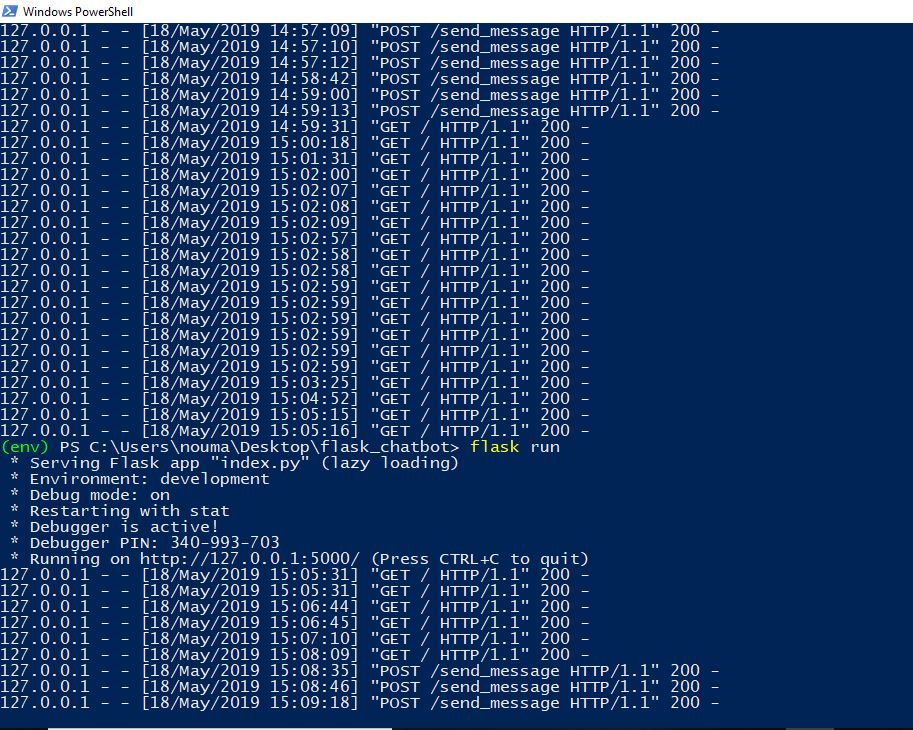 Windows PowerShell
127.0.0.1 - - [18/May/2019 14:57:09] "POST /send_message HTTP/1.1" 200 -
127.0.0.1 - - [18/May/2019 14:57:10] "POST /send_message HTTP/1.1" 200 -
127.0.0.1 - - [18/May/2019 14:57:12] "POST /send_message HTTP/1.1" 200 -
127.0.0.1 - - [18/May/2019 14:58:42] "POST /send_message HTTP/1.1" 200 -
127.0.0.1 - - [18/May/2019 14:59:00] "POST /send_message HTTP/1.1" 200 -
127.0.0.1 - - [18/May/2019 14:59:13] "POST /send_message HTTP/1.1" 200 -
127.0.0.1 - - [18/May/2019 14:59:31] "GET / HTTP/1.1" 200 -
127.0.0.1 - - [18/May/2019 15:00:18] "GET / HTTP/1.1" 200 -
127.0.0.1 - - [18/May/2019 15:01:31] "GET / HTTP/1.1" 200 -
127.0.0.1 - - [18/May/2019 15:02:00] "GET / HTTP/1.1" 200 -
127.0.0.1 - - [18/May/2019 15:02:07] "GET / HTTP/1.1" 200 -
127.0.0.1 - - [18/May/2019 15:02:08] "GET / HTTP/1.1" 200 -
127.0.0.1 - - [18/May/2019 15:02:09] "GET / HTTP/1.1" 200 -
127.0.0.1 - - [18/May/2019 15:02:57] "GET / HTTP/1.1" 200 -
127.0.0.1 - - [18/May/2019 15:02:58] "GET / HTTP/1.1" 200 -
127.0.0.1 - - [18/May/2019 15:02:58] "GET / HTTP/1.1" 200 -
127.0.0.1 - - [18/May/2019 15:02:59] "GET / HTTP/1.1" 200 -
127.0.0.1 - - [18/May/2019 15:02:59] "GET / HTTP/1.1" 200 -
127.0.0.1 - - [18/May/2019 15:02:59] "GET / HTTP/1.1" 200 -
127.0.0.1 - - [18/May/2019 15:02:59] "GET / HTTP/1.1" 200 -
127.0.0.1 - - [18/May/2019 15:02:59] "GET / HTTP/1.1" 200 -
127.0.0.1 - - [18/May/2019 15:02:59] "GET / HTTP/1.1" 200 -
127.0.0.1 - - [18/May/2019 15:03:25] "GET / HTTP/1.1" 200 -
127.0.0.1 - - [18/May/2019 15:04:52] "GET / HTTP/1.1" 200 -
127.0.0.1 - - [18/May/2019 15:05:15] "GET / HTTP/1.1" 200 -
127.0.0.1 - - [18/May/2019 15:05:16] "GET / HTTP/1.1" 200 -
(env) PS C:\Users\nouma\Desktop\flask_chatbot> flask run
 * Serving Flask app "index.py" (lazy loading)
 * Environment: development
 * Debug mode: on
 * Restarting with stat
 * Debugger is active!
 * Debugger PIN: 340-993-703
 * Running on http://127.0.0.1:5000/ (Press CTRL+C to quit)
127.0.0.1 - - [18/May/2019 15:05:31] "GET / HTTP/1.1" 200 -
127.0.0.1 - - [18/May/2019 15:05:31] "GET / HTTP/1.1" 200 -
127.0.0.1 - - [18/May/2019 15:06:44] "GET / HTTP/1.1" 200 -
127.0.0.1 - - [18/May/2019 15:06:45] "GET / HTTP/1.1" 200 -
127.0.0.1 - - [18/May/2019 15:07:10] "GET / HTTP/1.1" 200 -
127.0.0.1 - - [18/May/2019 15:08:09] "GET / HTTP/1.1" 200 -
127.0.0.1 - - [18/May/2019 15:08:35] "POST /send_message HTTP/1.1" 200 -
127.0.0.1 - - [18/May/2019 15:08:46] "POST /send_message HTTP/1.1" 200 -
127.0.0.1 - - [18/May/2019 15:09:18] "POST /send_message HTTP/1.1" 200 -